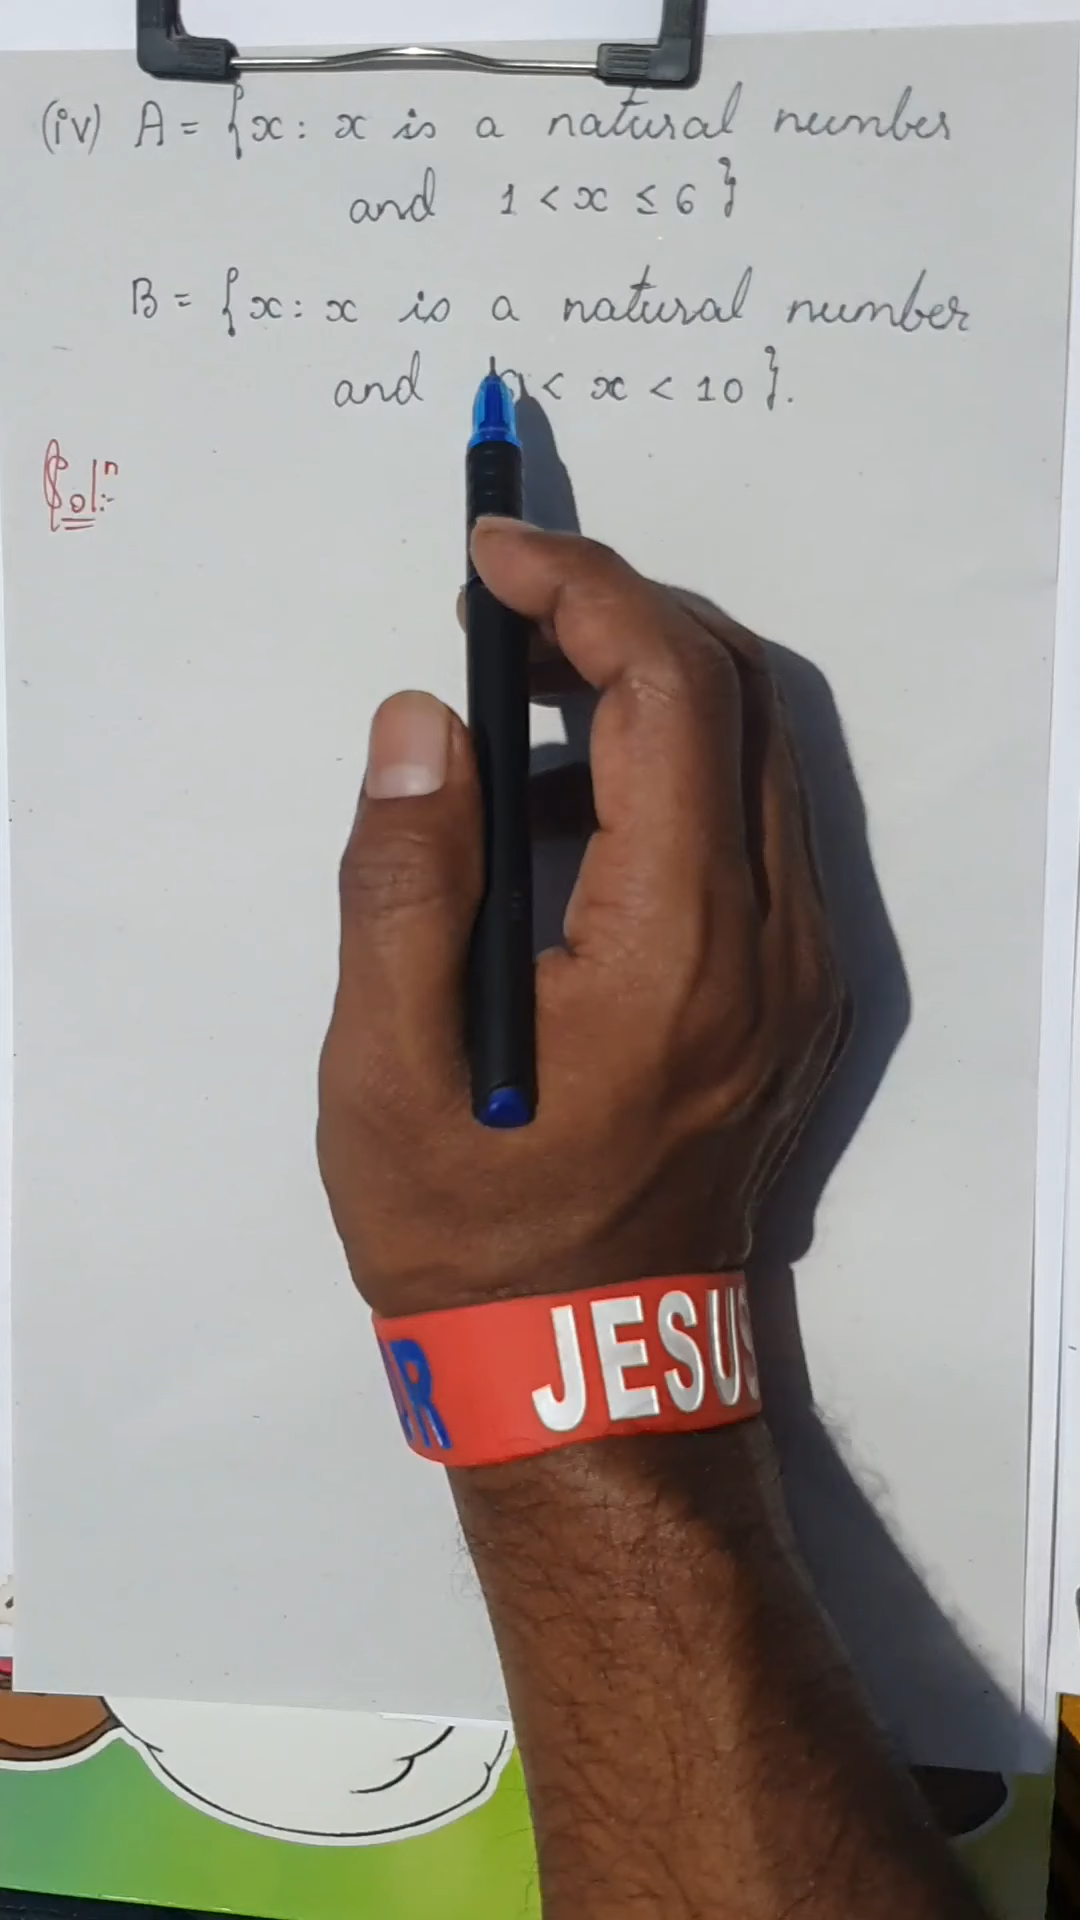 (iv) A = {x : x is a natural number
and 1 < x ≤ 6}
B = {x : x is a natural number
and < x < 10}.
Solⁿ:-
JESUS